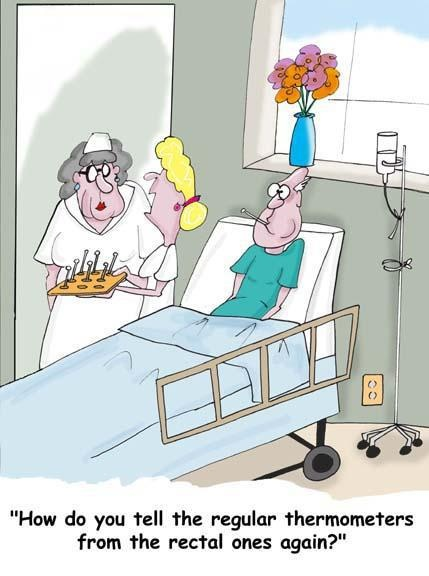 "How do you tell the regular thermometers
from the rectal ones again?"